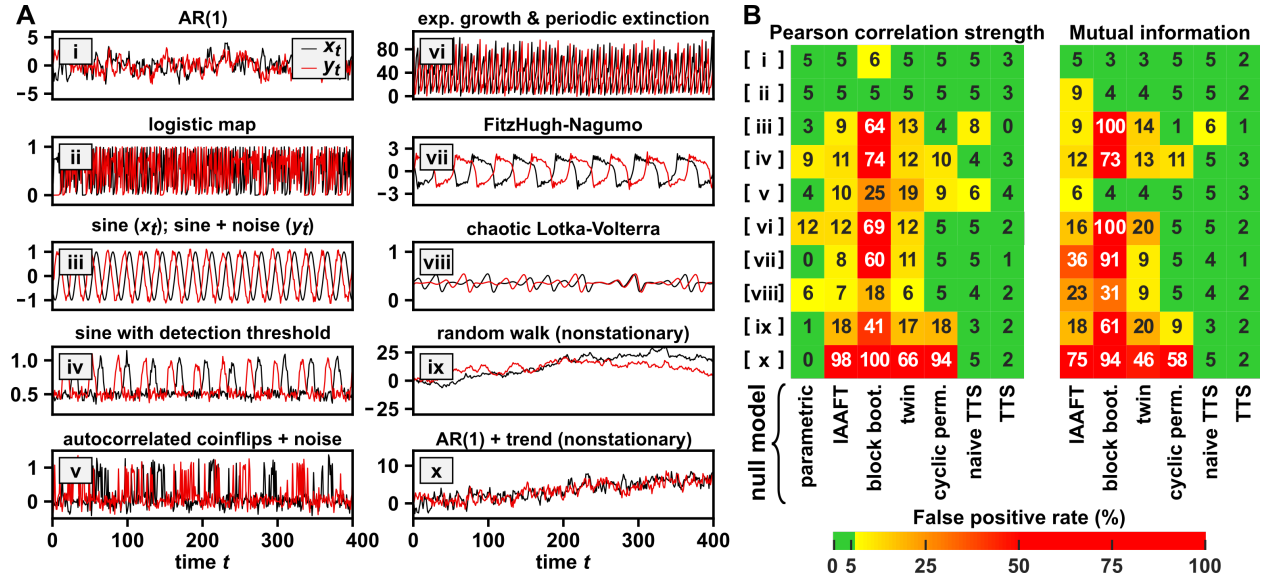 A
AR(1)
5
0
−5
i
xt
yt
logistic map
1
0
ii
sine (xt); sine + noise (yt)
1
0
−1
iii
sine with detection threshold
1.0
0.5
iv
autocorrelated coinflips + noise
1
0
v
0 100 200 300 400
time t
exp. growth & periodic extinction
80
40
0
vi
FitzHugh-Nagumo
3
0
−3
vii
chaotic Lotka-Volterra
1
0
viii
random walk (nonstationary)
25
0
−25
ix
AR(1) + trend (nonstationary)
10
0
x
0 100 200 300 400
time t
B
Pearson correlation strength Mutual information
[ i ] 5 5 6 5 5 5 3 5 3 3 5 5 2
[ ii ] 5 5 5 5 5 5 3 9 4 4 5 5 2
[ iii ] 3 9 64 13 4 8 0 9 100 14 1 6 1
[ iv ] 9 11 74 12 10 4 3 12 73 13 11 5 3
[ v ] 4 10 25 19 9 6 4 6 4 4 5 5 3
[ vi ] 12 12 69 12 5 5 2 16 100 20 5 5 2
[ vii ] 0 8 60 11 5 5 1 36 91 9 5 4 1
[viii] 6 7 18 6 5 4 2 23 31 9 5 4 2
[ ix ] 1 18 41 17 18 3 2 18 61 20 9 3 2
[ x ] 0 98 100 66 94 5 2 75 94 46 58 5 2
null model
parametric
IAAFT
block boot.
twin
cyclic perm.
naive TTS
TTS
IAAFT
block boot.
twin
cyclic perm.
naive TTS
TTS
False positive rate (%)
0 5 25 50 75 100